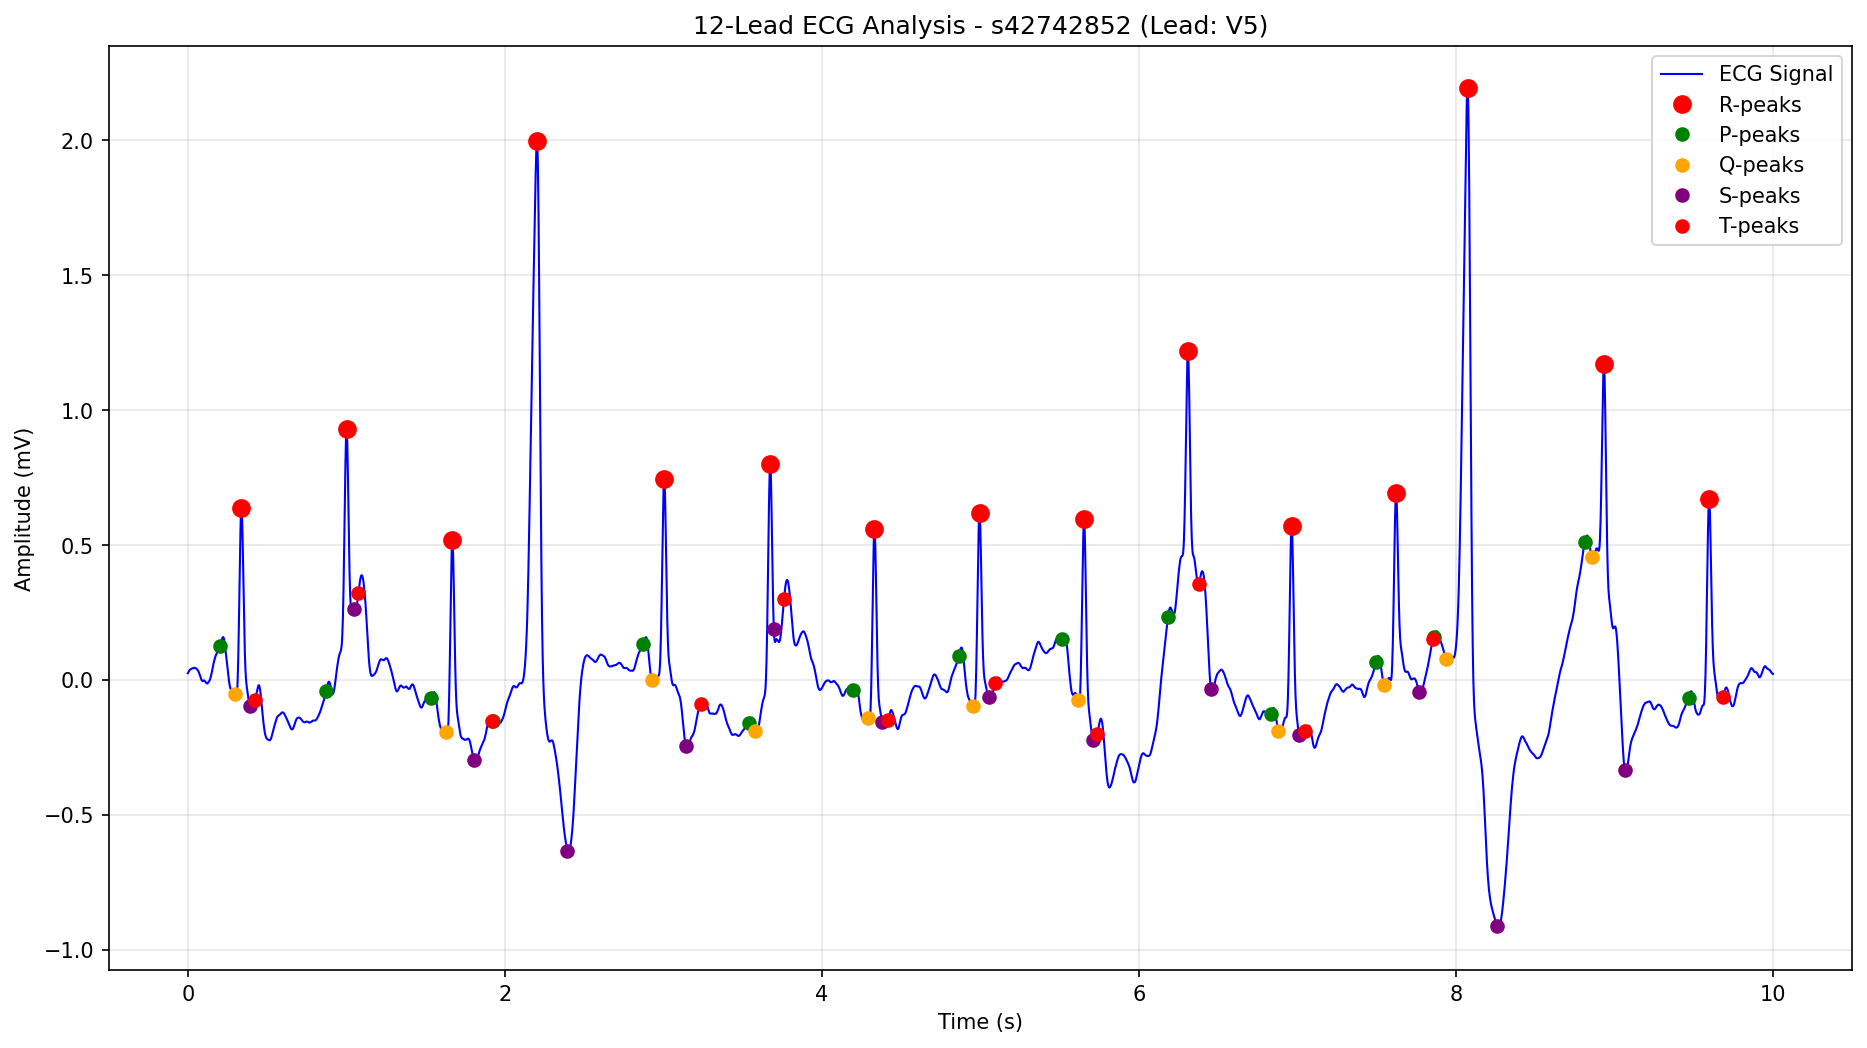 12-Lead ECG Analysis - s42742852 (Lead: V5)
ECG Signal
R-peaks
P-peaks
Q-peaks
S-peaks
T-peaks
Amplitude (mV)
2.0
1.5
1.0
0.5
0.0
−0.5
−1.0
0 2 4 6 8 10
Time (s)